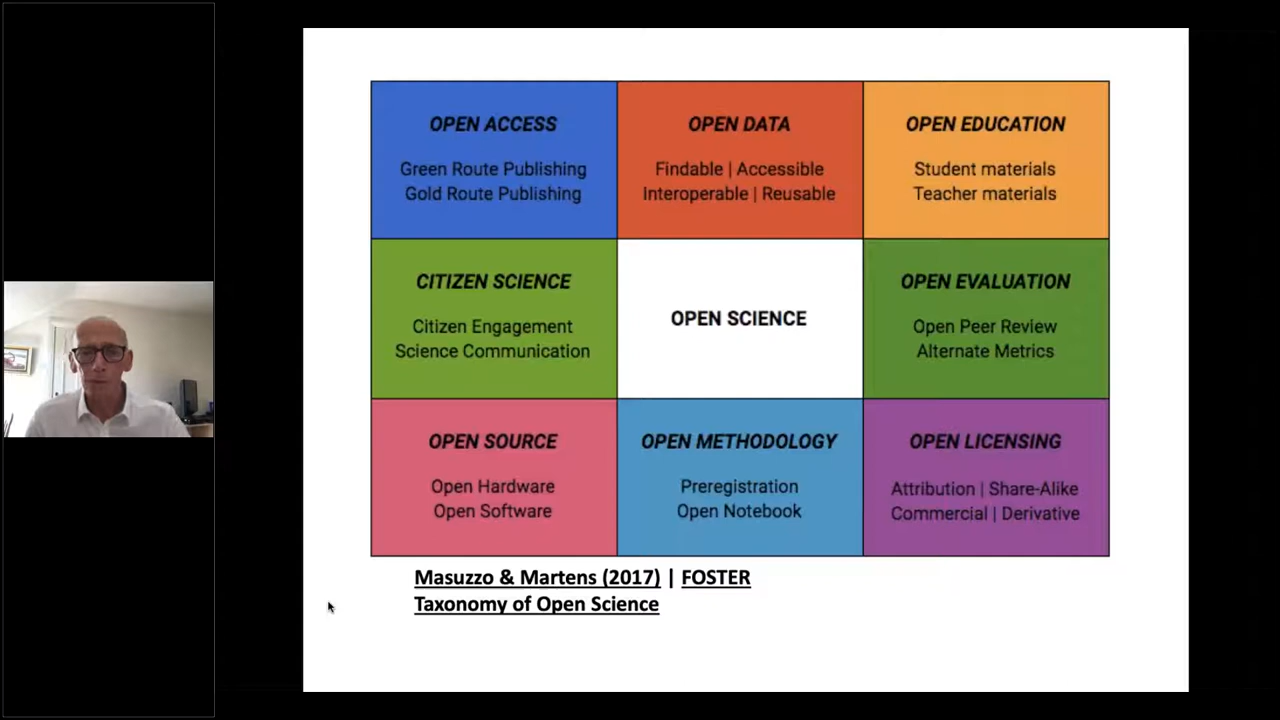 OPEN ACCESS
Green Route Publishing
Gold Route Publishing
OPEN DATA
Findable | Accessible
Interoperable | Reusable
OPEN EDUCATION
Student materials
Teacher materials
CITIZEN SCIENCE
Citizen Engagement
Science Communication
OPEN SCIENCE
OPEN EVALUATION
Open Peer Review
Alternate Metrics
OPEN SOURCE
Open Hardware
Open Software
OPEN METHODOLOGY
Preregistration
Open Notebook
OPEN LICENSING
Attribution | Share-Alike
Commercial | Derivative
Masuzzo & Martens (2017) | FOSTER
Taxonomy of Open Science